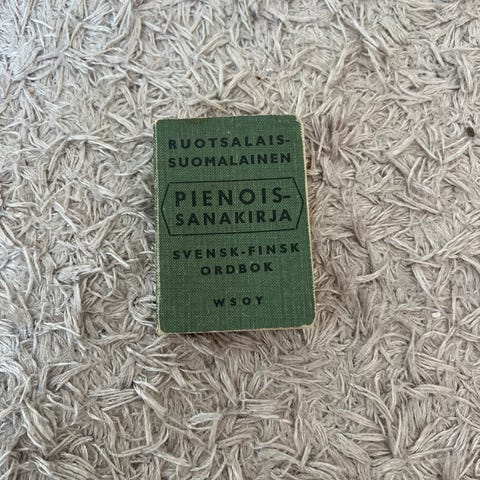 RUOTSALAIS-
SUOMALAINEN
PIENOIS-
SANAKIRJA
SVENSK-FINSK
ORDBOK
WSOY